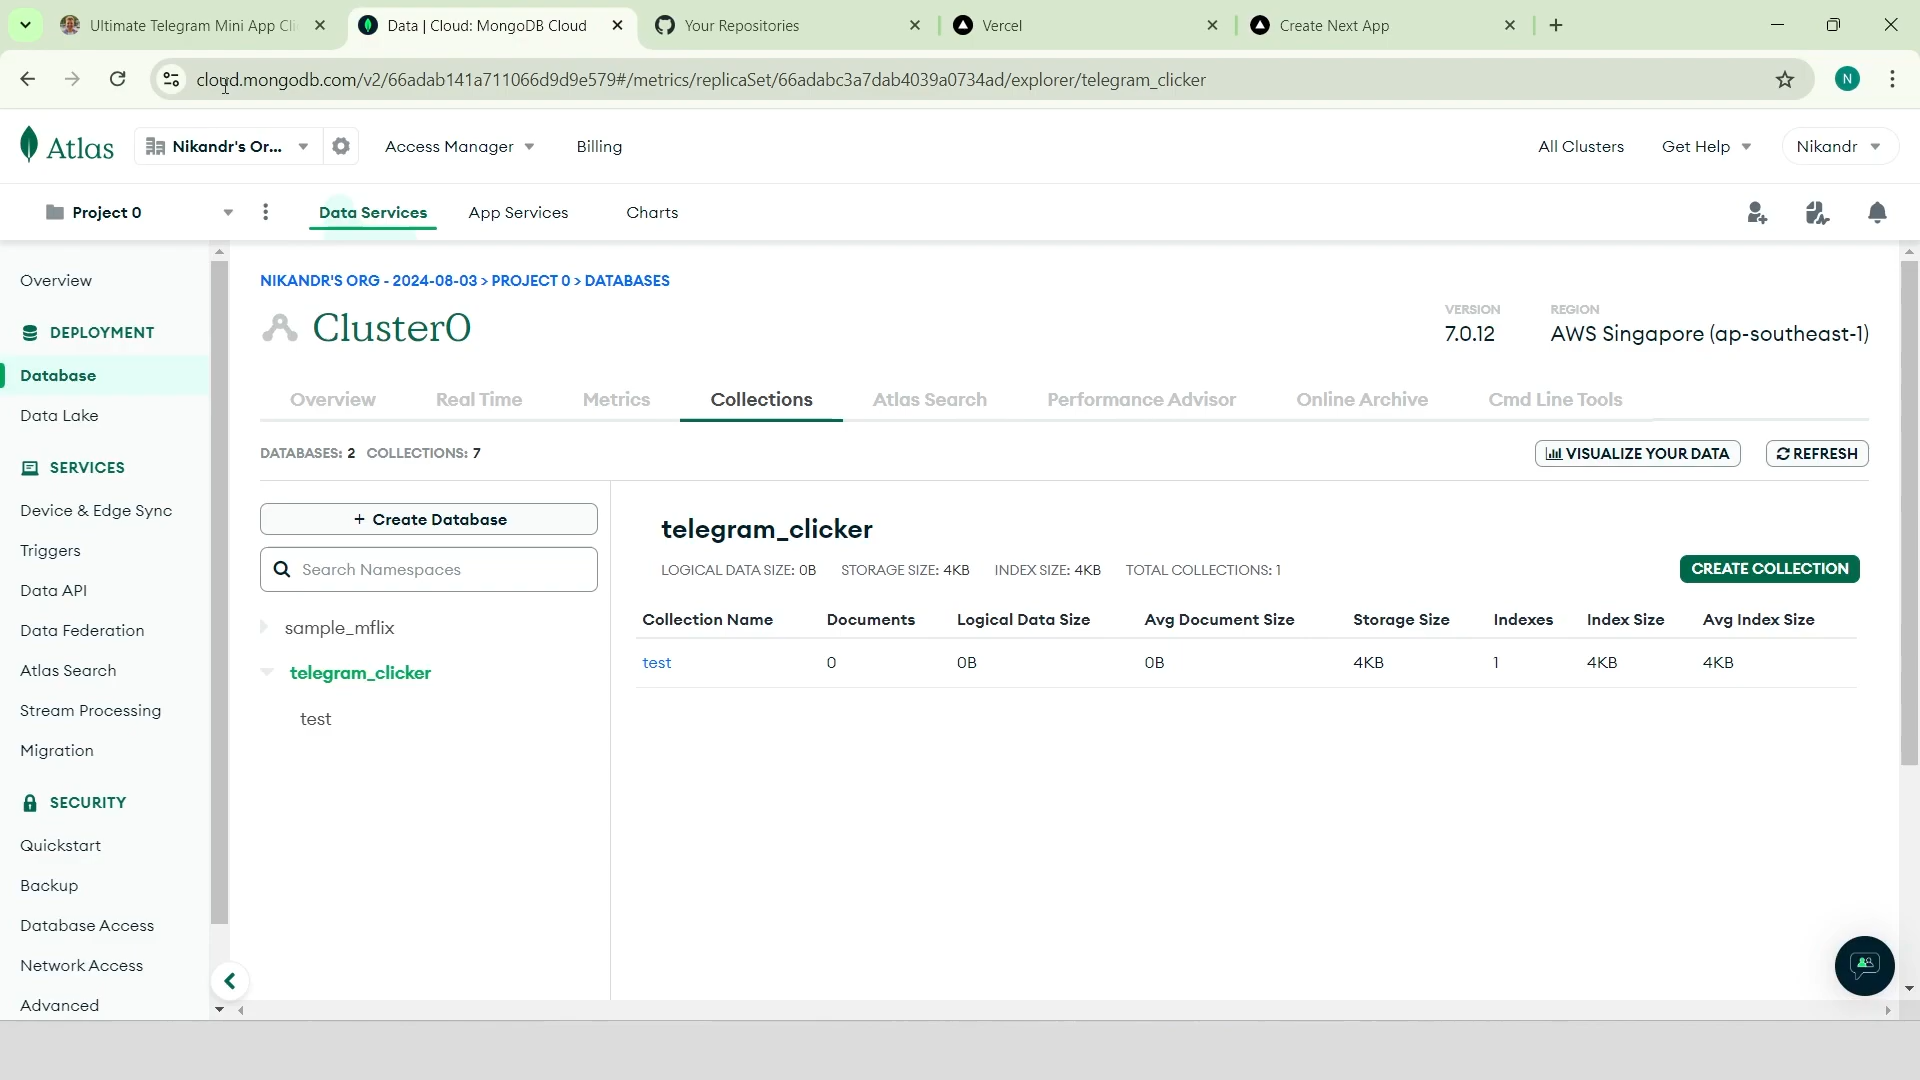 Ultimate Telegram Mini App Cli
Data | Cloud: MongoDB Cloud
Your Repositories
Vercel
Create Next App
cloud.mongodb.com/v2/66adab141a711066d9d9e579#/metrics/replicaSet/66adabc3a7dab4039a0734ad/explorer/telegram_clicker
N
Atlas
Nikandr's Or...
Access Manager
Billing
All Clusters
Get Help
Nikandr
Project 0
Data Services
App Services
Charts
Overview
DEPLOYMENT
Database
Data Lake
SERVICES
Device & Edge Sync
Triggers
Data API
Data Federation
Atlas Search
Stream Processing
Migration
SECURITY
Quickstart
Backup
Database Access
Network Access
Advanced
NIKANDR'S ORG - 2024-08-03 > PROJECT 0 > DATABASES
Cluster0
VERSION
7.0.12
REGION
AWS Singapore (ap-southeast-1)
Overview
Real Time
Metrics
Collections
Atlas Search
Performance Advisor
Online Archive
Cmd Line Tools
DATABASES: 2 COLLECTIONS: 7
VISUALIZE YOUR DATA
REFRESH
+ Create Database
Search Namespaces
sample_mflix
telegram_clicker
test
telegram_clicker
LOGICAL DATA SIZE: 0B STORAGE SIZE: 4KB INDEX SIZE: 4KB TOTAL COLLECTIONS: 1
CREATE COLLECTION
Collection Name Documents Logical Data Size Avg Document Size Storage Size Indexes Index Size Avg Index Size
test 0 0B 0B 4KB 1 4KB 4KB